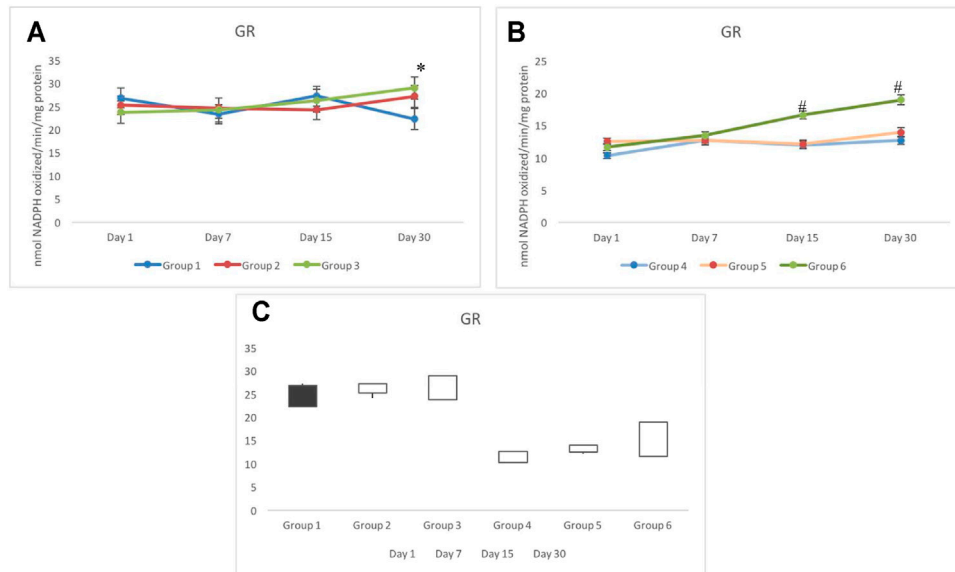 A
GR
nmol NADPH oxidized/min/mg protein
35
30
25
20
15
10
5
0
*
Day 1 Day 7 Day 15 Day 30
Group 1 Group 2 Group 3
B
GR
nmol NADPH oxidized/min/mg protein
25
20
15
10
5
0
# #
Day 1 Day 7 Day 15 Day 30
Group 4 Group 5 Group 6
C
GR
35
30
25
20
15
10
5
0
Group 1 Group 2 Group 3 Group 4 Group 5 Group 6
Day 1 Day 7 Day 15 Day 30